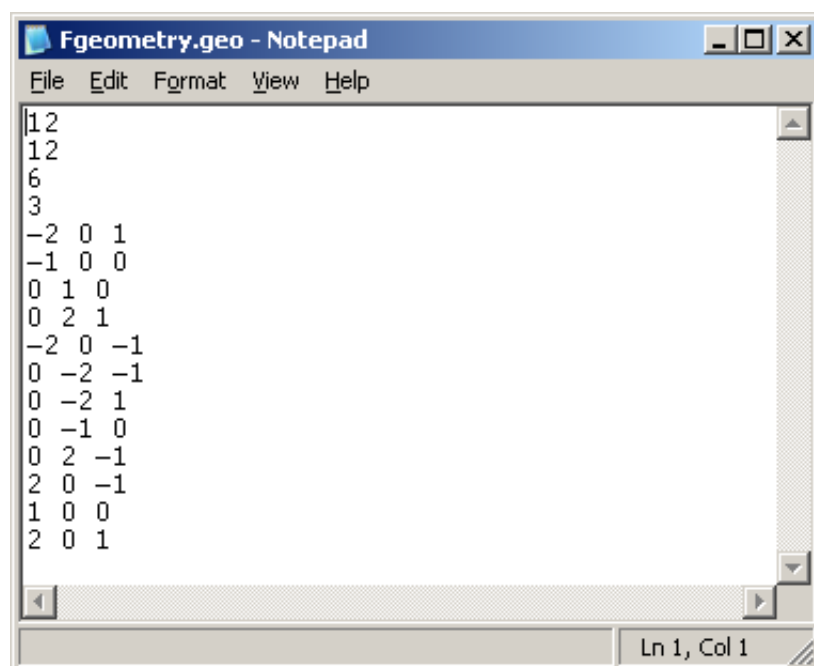 Fgeometry.geo - Notepad
File Edit Format View Help
12
12
6
3
−2 0 1
−1 0 0
0 1 0
0 2 1
−2 0 −1
0 −2 −1
0 −2 1
0 −1 0
0 2 −1
2 0 −1
1 0 0
2 0 1
Ln 1, Col 1